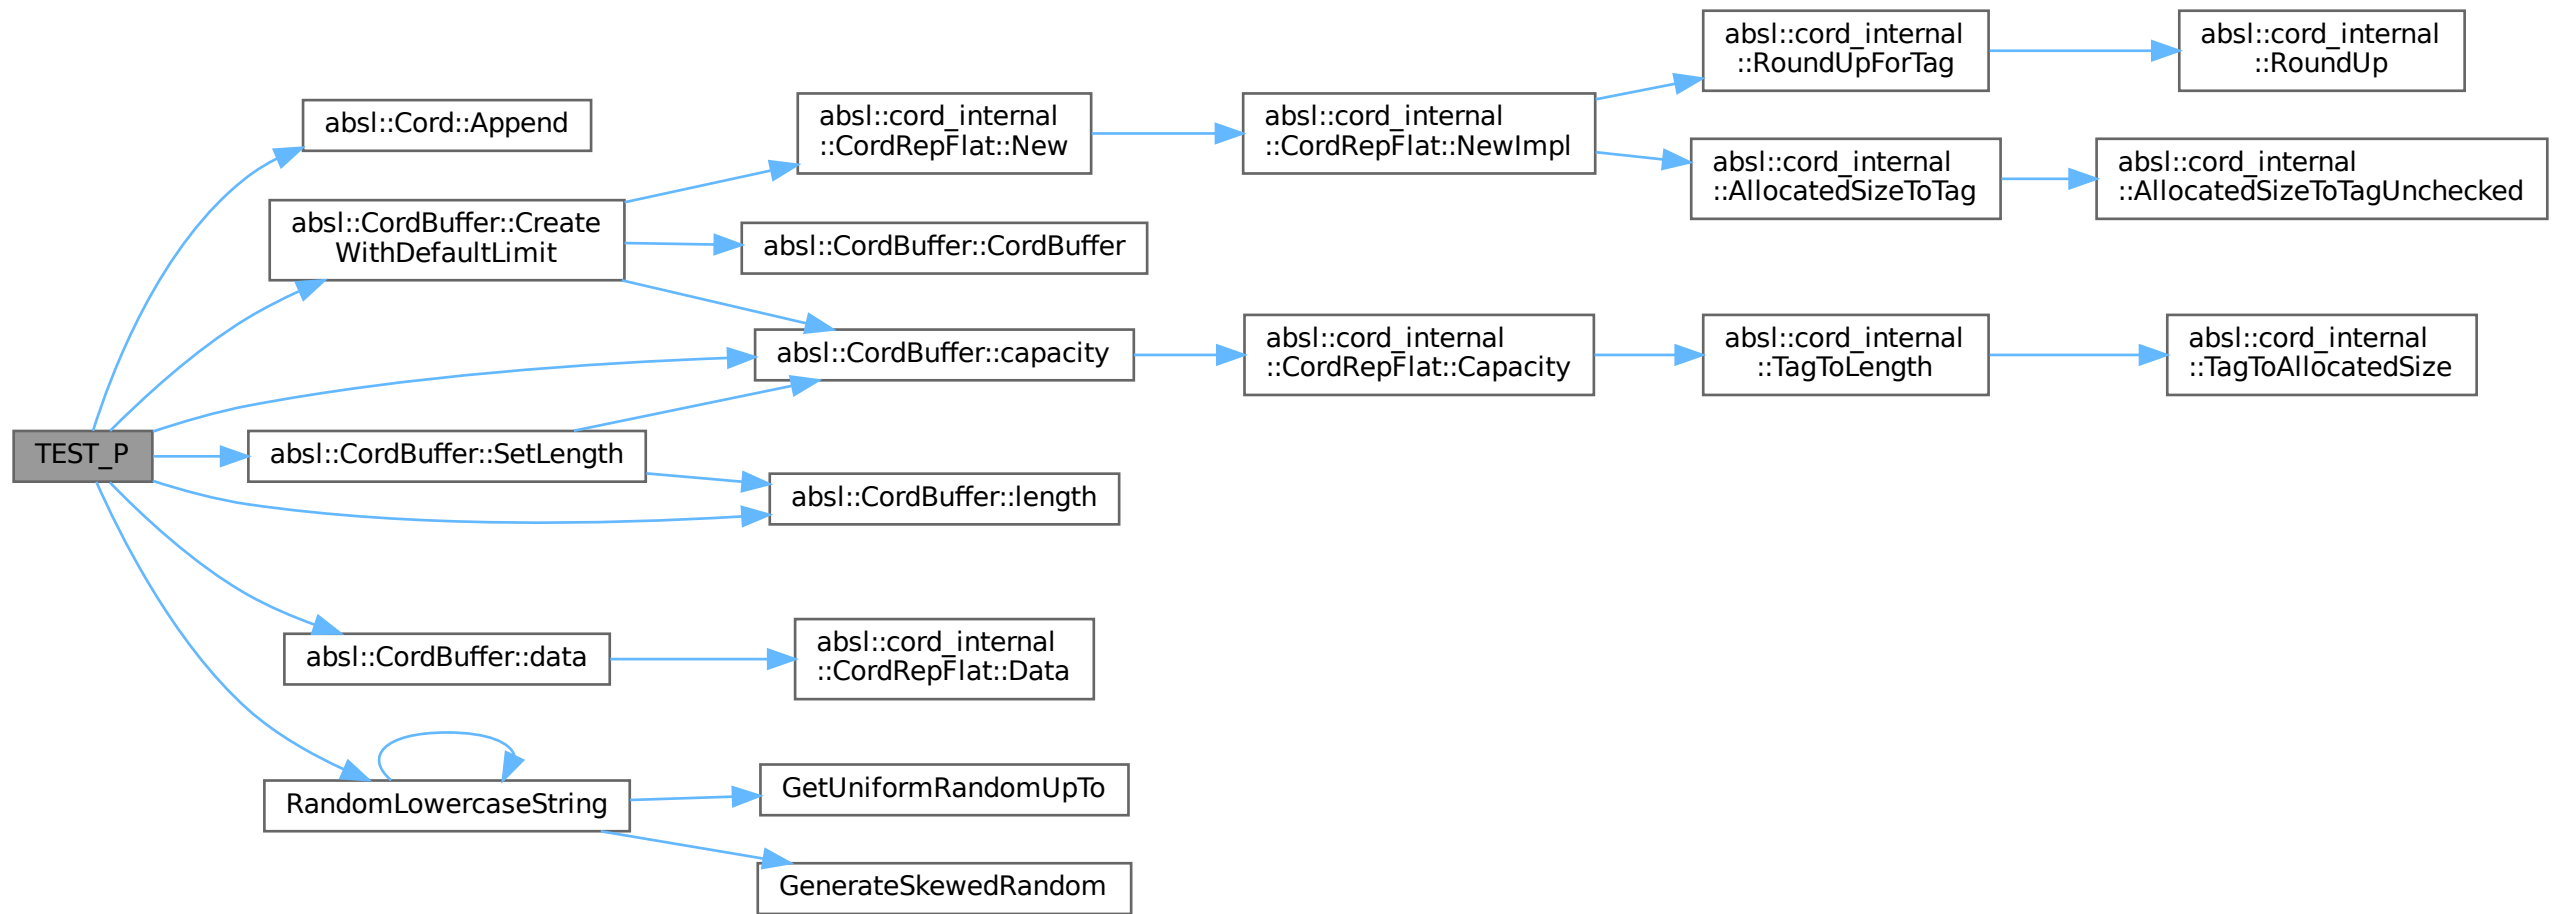 TEST_P
absl::Cord::Append
absl::CordBuffer::Create
WithDefaultLimit
absl::cord_internal
::CordRepFlat::New
absl::cord_internal
::CordRepFlat::NewImpl
absl::cord_internal
::RoundUpForTag
absl::cord_internal
::RoundUp
absl::cord_internal
::AllocatedSizeToTag
absl::cord_internal
::AllocatedSizeToTagUnchecked
absl::CordBuffer::CordBuffer
absl::CordBuffer::capacity
absl::cord_internal
::CordRepFlat::Capacity
absl::cord_internal
::TagToLength
absl::cord_internal
::TagToAllocatedSize
absl::CordBuffer::SetLength
absl::CordBuffer::length
absl::CordBuffer::data
absl::cord_internal
::CordRepFlat::Data
RandomLowercaseString
GetUniformRandomUpTo
GenerateSkewedRandom